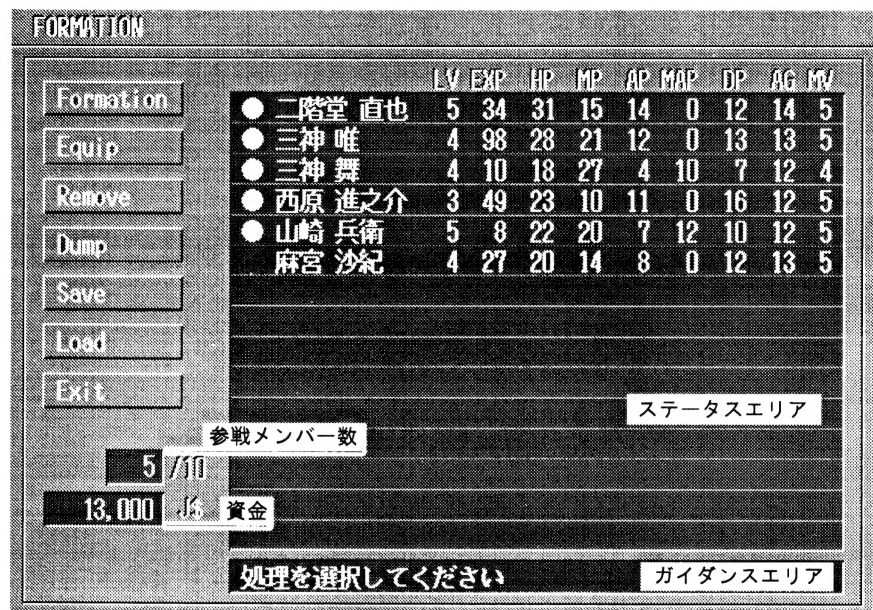 FORMATION
LV EXP HP MP AP MAP DP AG MV
Formation
Equip
Remove
Dump
Save
Load
Exit
二階堂 直也 5 34 31 15 14 0 12 14 5
三神 唯 4 98 28 21 12 0 13 13 5
三神 舞 4 10 18 27 4 10 7 12 4
西原 進之介 3 49 23 10 11 0 16 12 5
山崎 兵衛 5 8 22 20 7 12 10 12 5
麻宮 沙紀 4 27 20 14 8 0 12 13 5
ステータスエリア
参戦メンバー数
5 /10
13,000 J$
資金
処理を選択してください
ガイダンスエリア